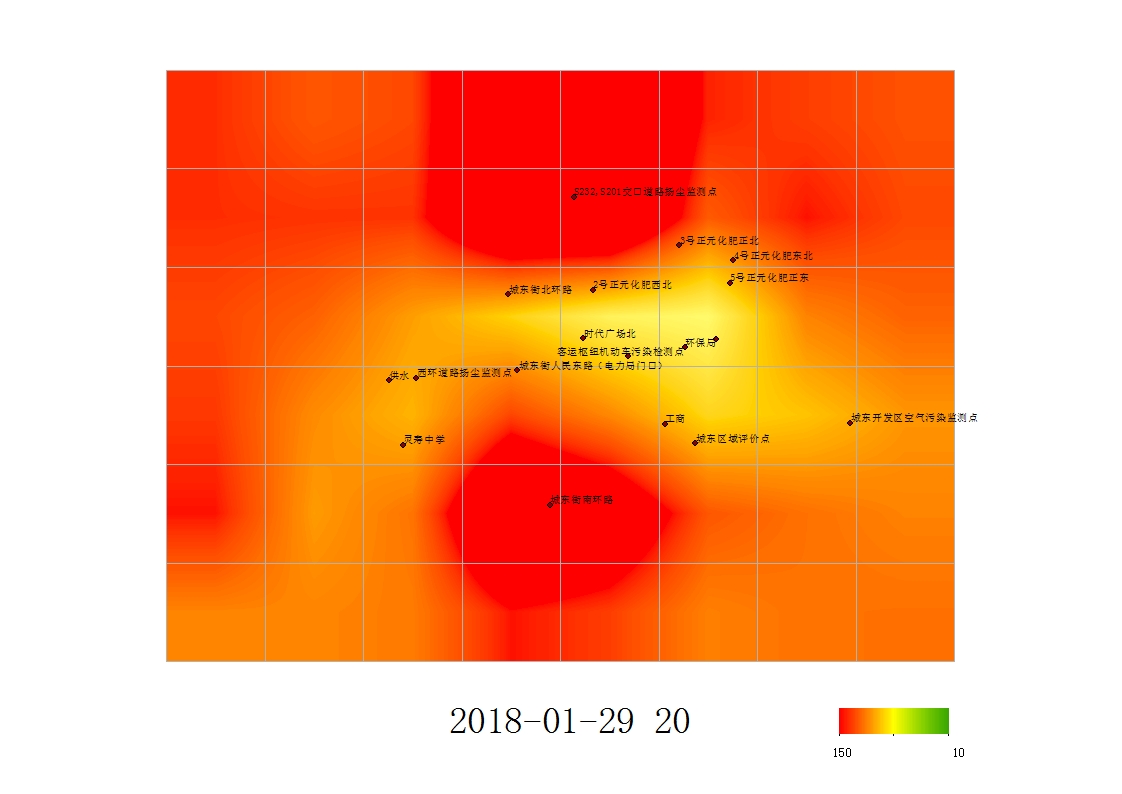 S232,S201交口道路扬尘监测点
3号正元化肥正北
4号正元化肥东北
5号正元化肥正东
2号正元化肥西北
城东街北环路
时代广场北
环保局
客运枢纽机动车污染检测点
城东街人民东路（电力局门口）
供水
西环道路扬尘监测点
工商
城东开发区空气污染监测点
城东区域评价点
灵寿中学
城东街南环路
2018-01-29 20
150
10